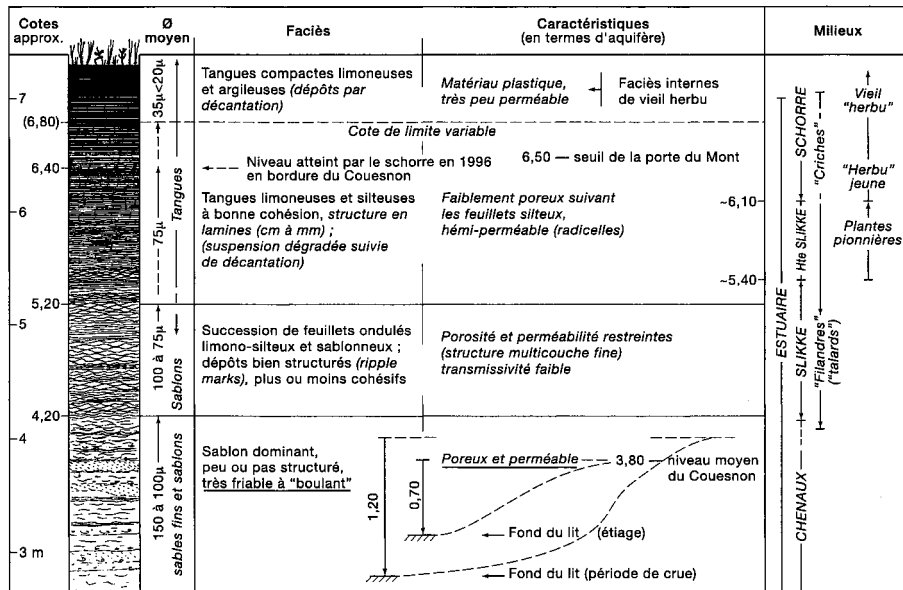 Cotes
approx.
Ø
moyen
Faciès
Caractéristiques
(en termes d'aquifère)
Milieux
7
(6,80)
6,40
6
5,20
5
4,20
4
3 m
35µ<20µ
75µ
Tangues
100 à 75µ
Sablons
150 à 100µ
sables fins et sablons
Tangues compactes limoneuses
et argileuses (dépôts par
décantation)
Matériau plastique,
très peu perméable
Faciès internes
de vieil herbu
Cote de limite variable
Niveau atteint par le schorre en 1996
en bordure du Couesnon
6,50 — seuil de la porte du Mont
Tangues limoneuses et silteuses
à bonne cohésion, structure en
lamines (cm à mm) ;
(suspension dégradée suivie
de décantation)
Faiblement poreux suivant
les feuillets silteux,
hémi-perméable (radicelles)
~6,10
~5,40
Succession de feuillets ondulés
limono-silteux et sablonneux ;
dépôts bien structurés (ripple
marks), plus ou moins cohésifs
Porosité et perméabilité restreintes
(structure multicouche fine)
transmissivité faible
Sablon dominant,
peu ou pas structuré,
très friable à "boulant"
Poreux et perméable
3,80 — niveau moyen
du Couesnon
1,20
0,70
Fond du lit (étiage)
Fond du lit (période de crue)
ESTUAIRE
SCHORRE
Hte SLIKKE
SLIKKE
CHENAUX
"Criches"
"Filandres"
("talards")
Vieil
"herbu"
"Herbu"
jeune
Plantes
pionnières